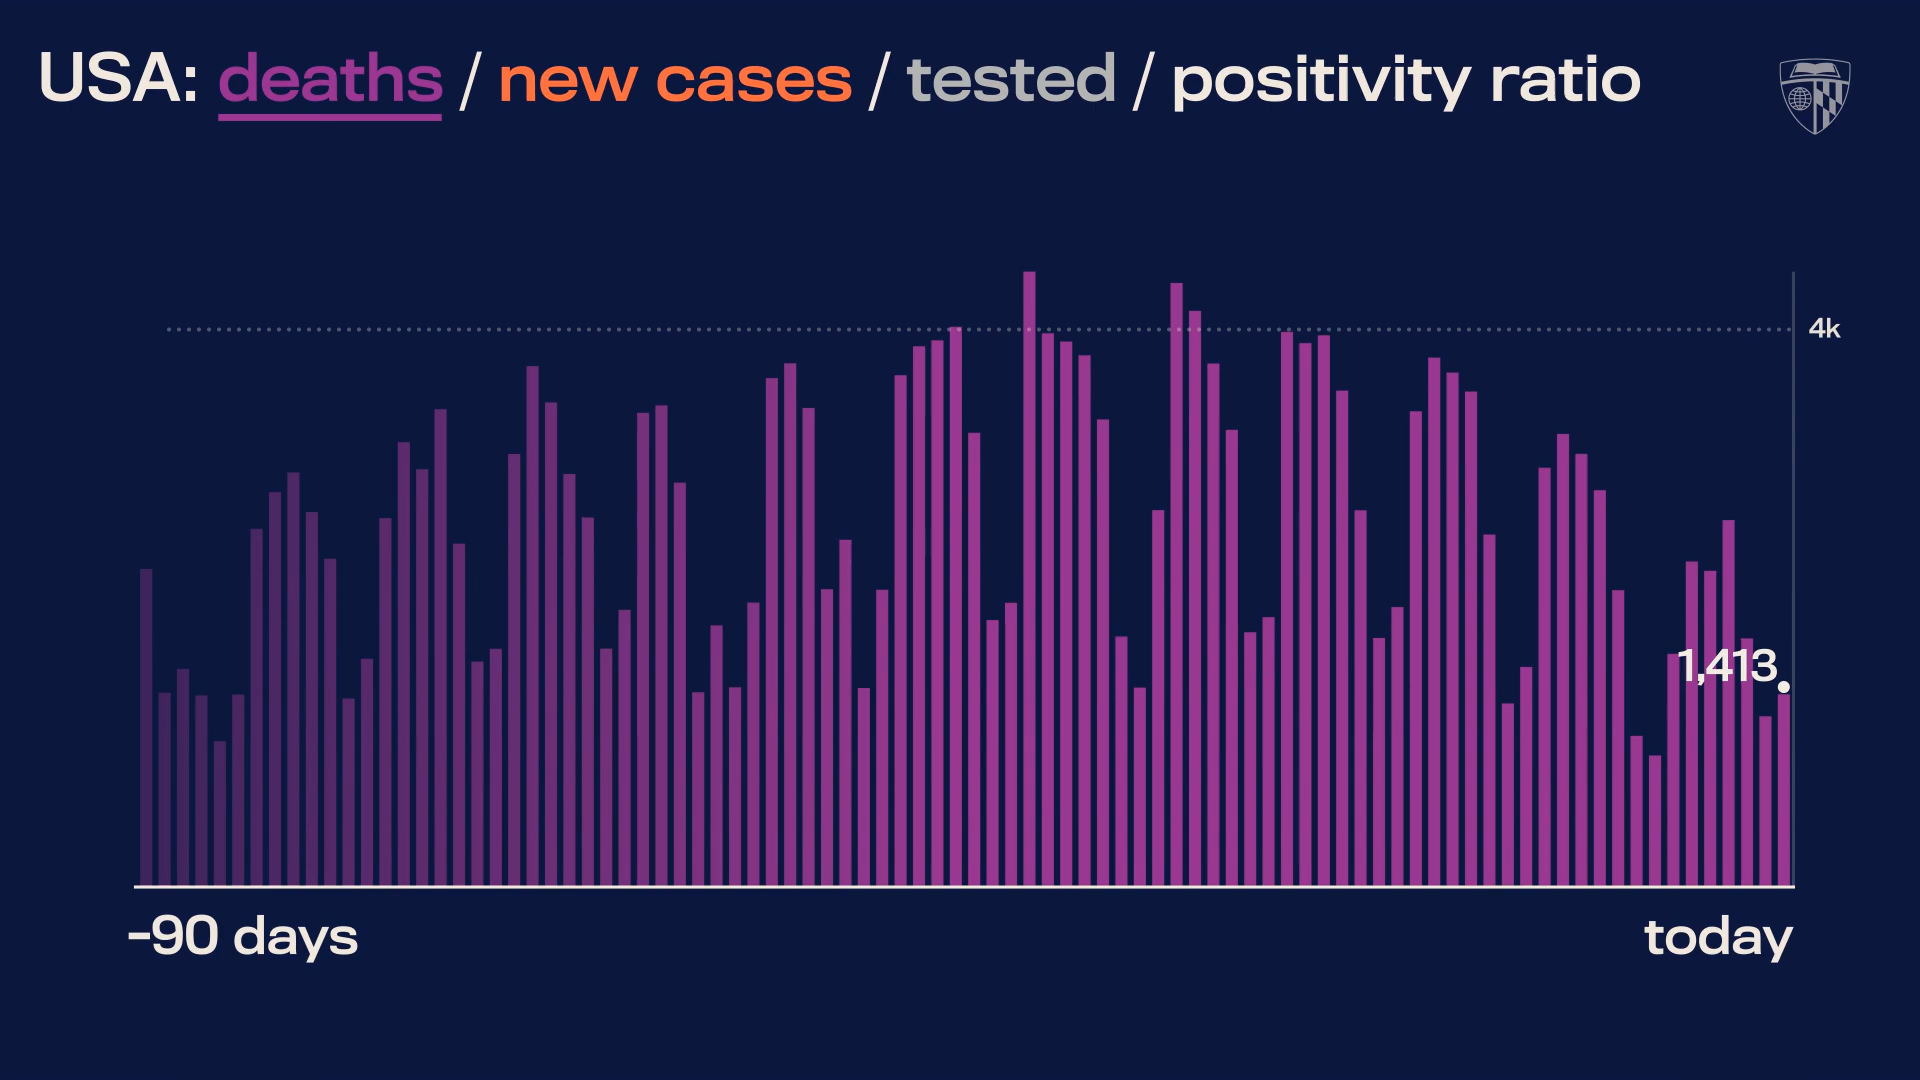 USA: deaths / new cases / tested / positivity ratio
4k
1,413
-90 days
today